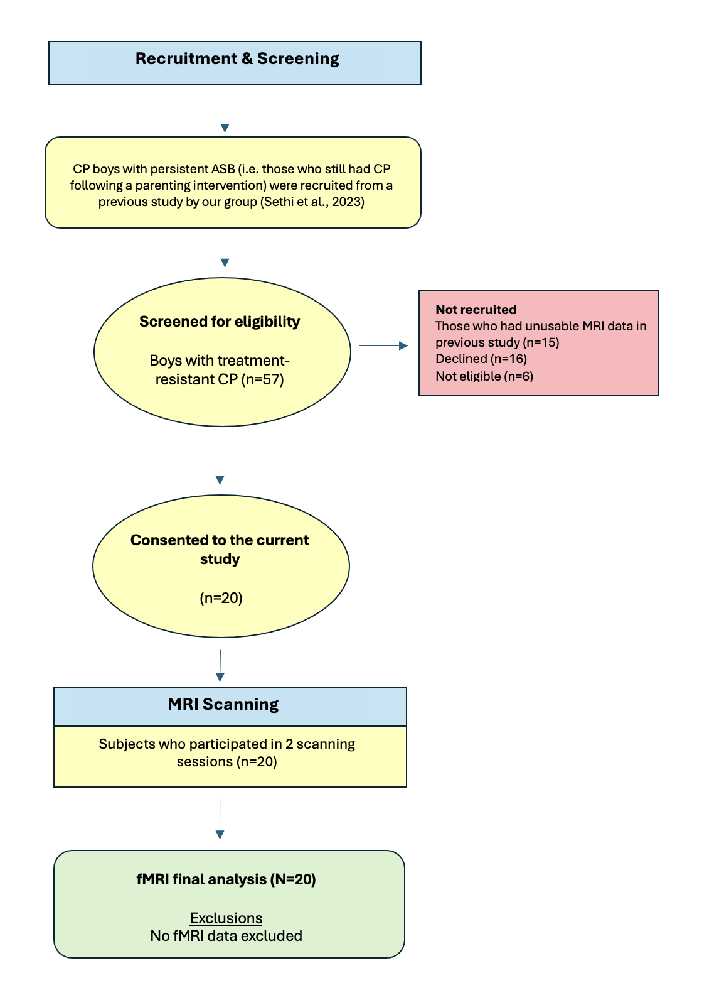 Recruitment & Screening
CP boys with persistent ASB (i.e. those who still had CP
following a parenting intervention) were recruited from a
previous study by our group (Sethi et al., 2023)
Screened for eligibility
Boys with treatment-
resistant CP (n=57)
Not recruited
Those who had unusable MRI data in
previous study (n=15)
Declined (n=16)
Not eligible (n=6)
Consented to the current
study
(n=20)
MRI Scanning
Subjects who participated in 2 scanning
sessions (n=20)
fMRI final analysis (N=20)
Exclusions
No fMRI data excluded